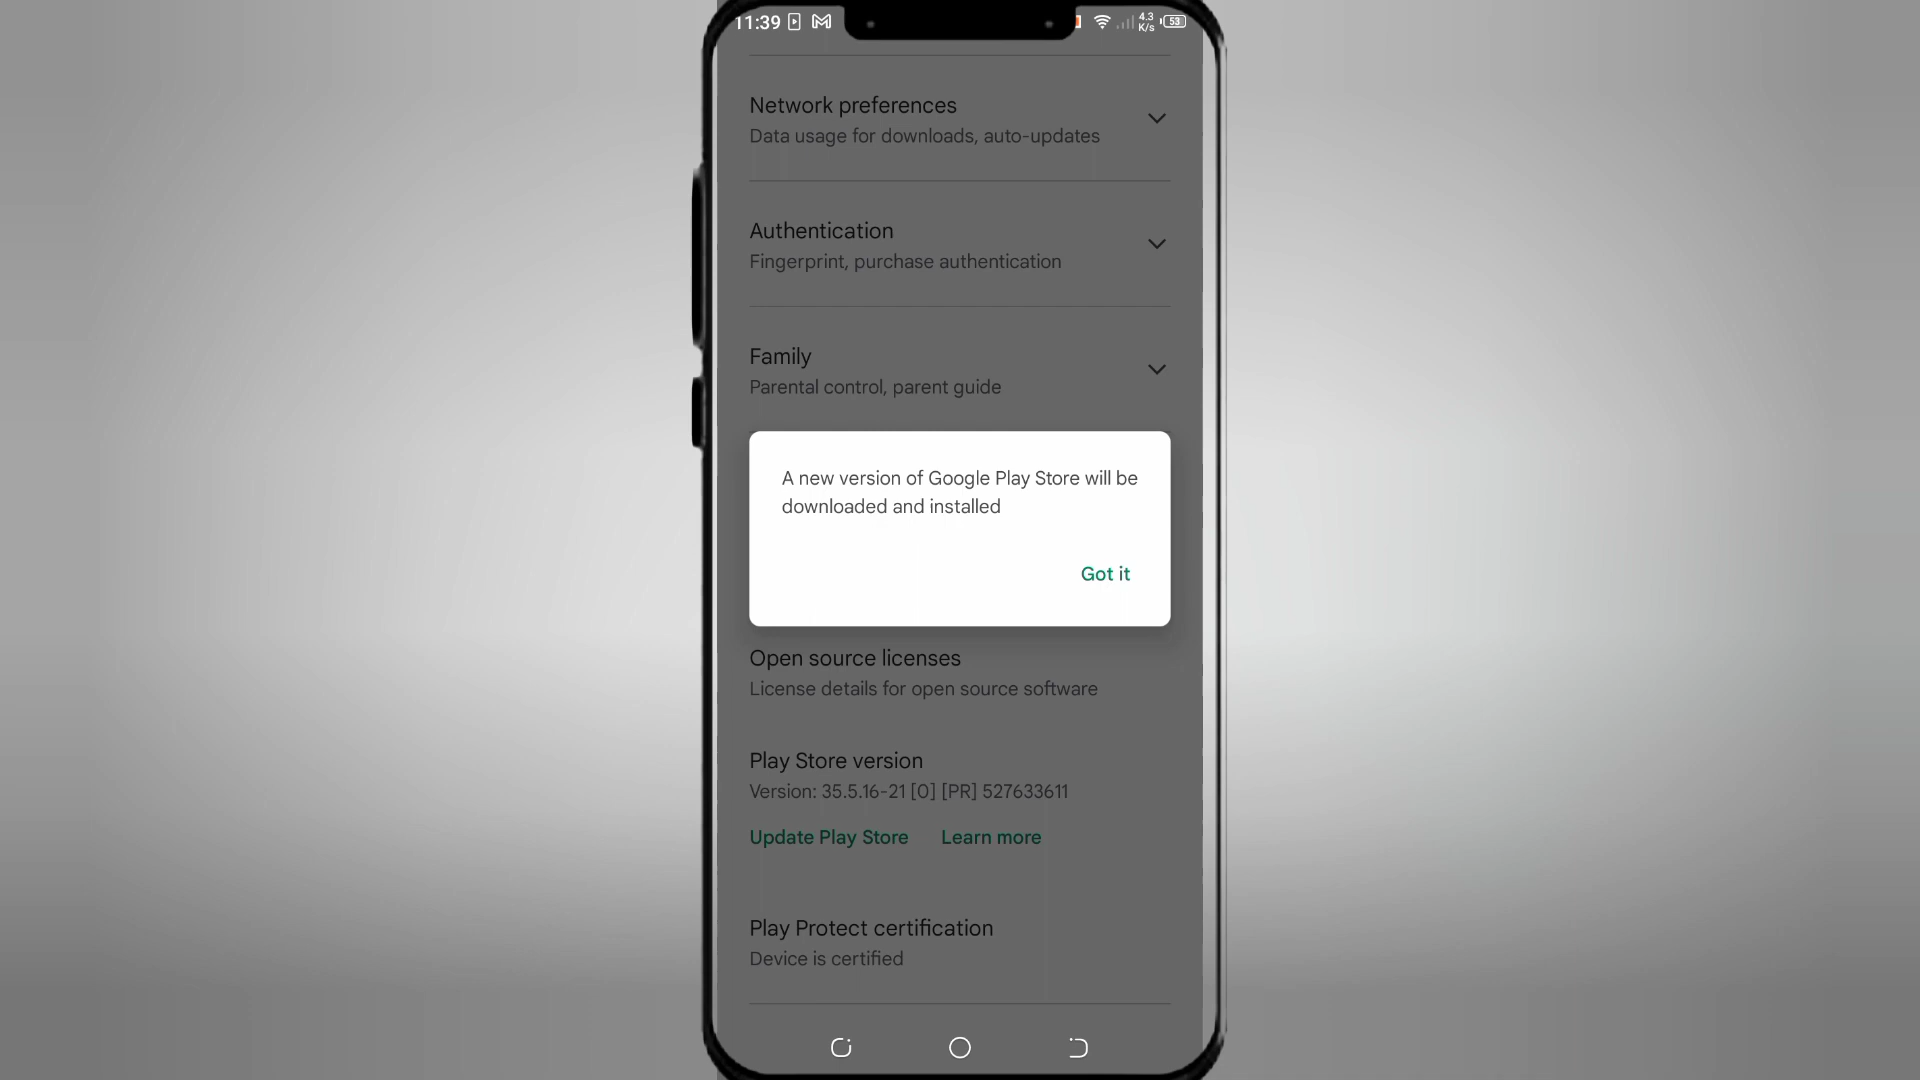 11:39 4.3 K/s 53
Network preferences
Data usage for downloads, auto-updates
Authentication
Fingerprint, purchase authentication
Family
Parental control, parent guide
A new version of Google Play Store will be
downloaded and installed
Got it
Open source licenses
License details for open source software
Play Store version
Version: 35.5.16-21 [0] [PR] 527633611
Update Play Store Learn more
Play Protect certification
Device is certified